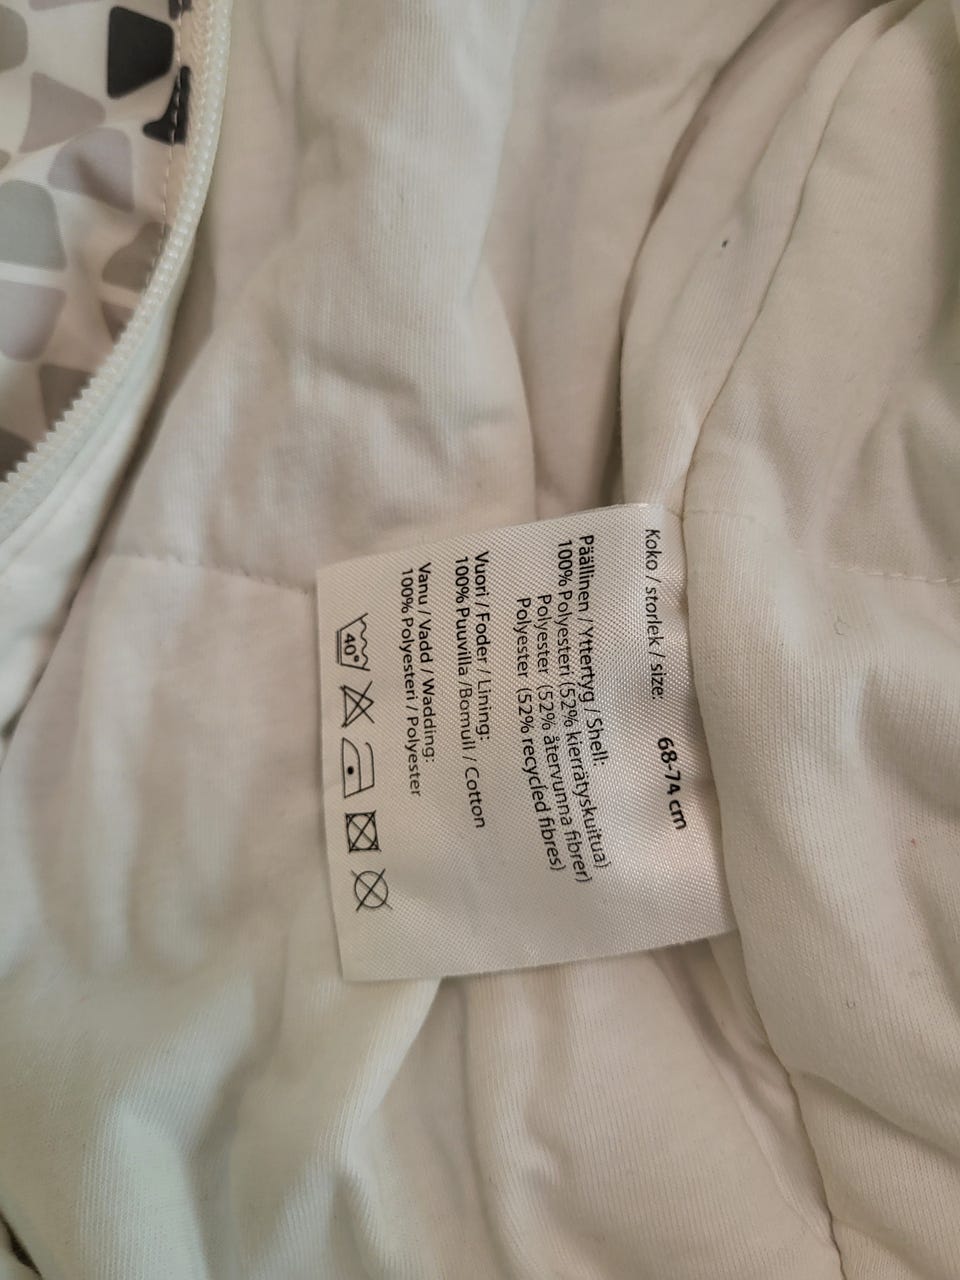 Koko / storlek / size: 68-74 cm
Päällinen / Yttertyg / Shell:
100% Polyesteri (52% kierrätyskuitua)
Polyester (52% återvunna fibrer)
Polyester (52% recycled fibres)
Vuori / Foder / Lining:
100% Puuvilla /Bomull / Cotton
Vanu / Vadd / Wadding:
100% Polyesteri / Polyester
40°